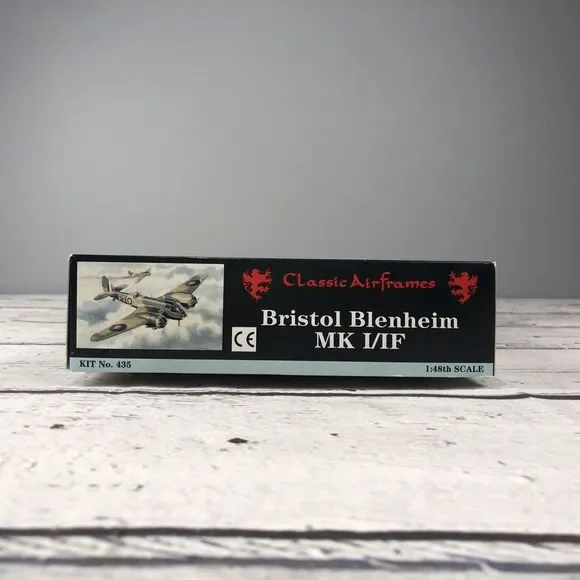 Classic Airframes
Bristol Blenheim
MK I/IF
CE
KIT No. 435
1:48th SCALE